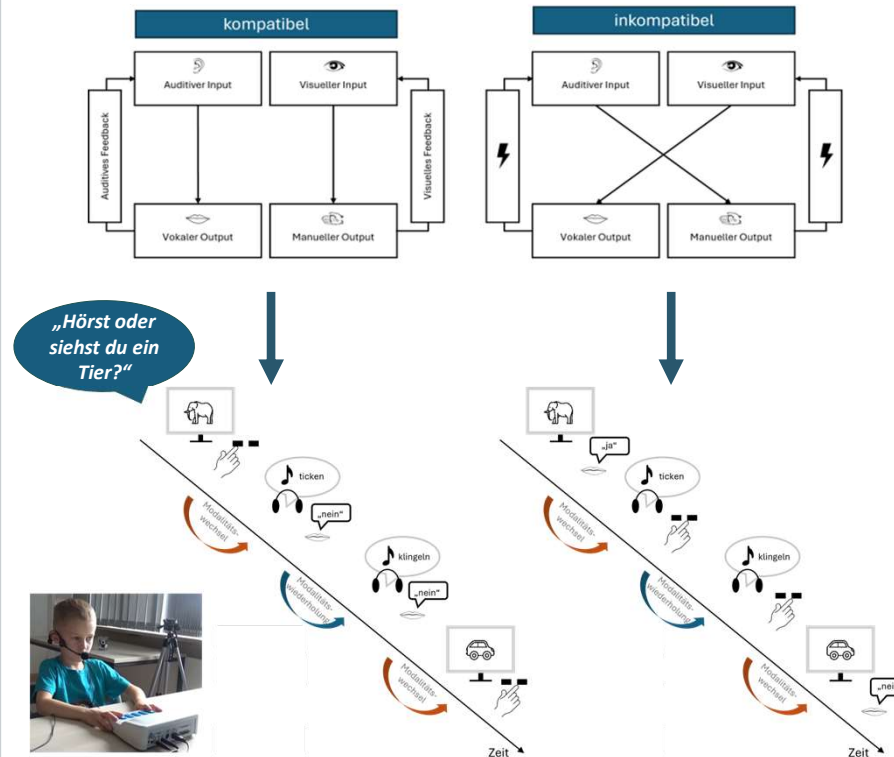 kompatibel
inkompatibel
Auditiver Input
Visueller Input
Auditives Feedback
Visuelles Feedback
Vokaler Output
Manueller Output
Auditiver Input
Visueller Input
Vokaler Output
Manueller Output
„Hörst oder
siehst du ein
Tier?“
ticken
„nein“
Modalitäts-
wechsel
klingeln
„nein“
Modalitäts-
wiederholung
Modalitäts-
wechsel
Zeit
„ja“
ticken
Modalitäts-
wechsel
klingeln
Modalitäts-
wiederholung
Modalitäts-
wechsel
„nei
Zeit